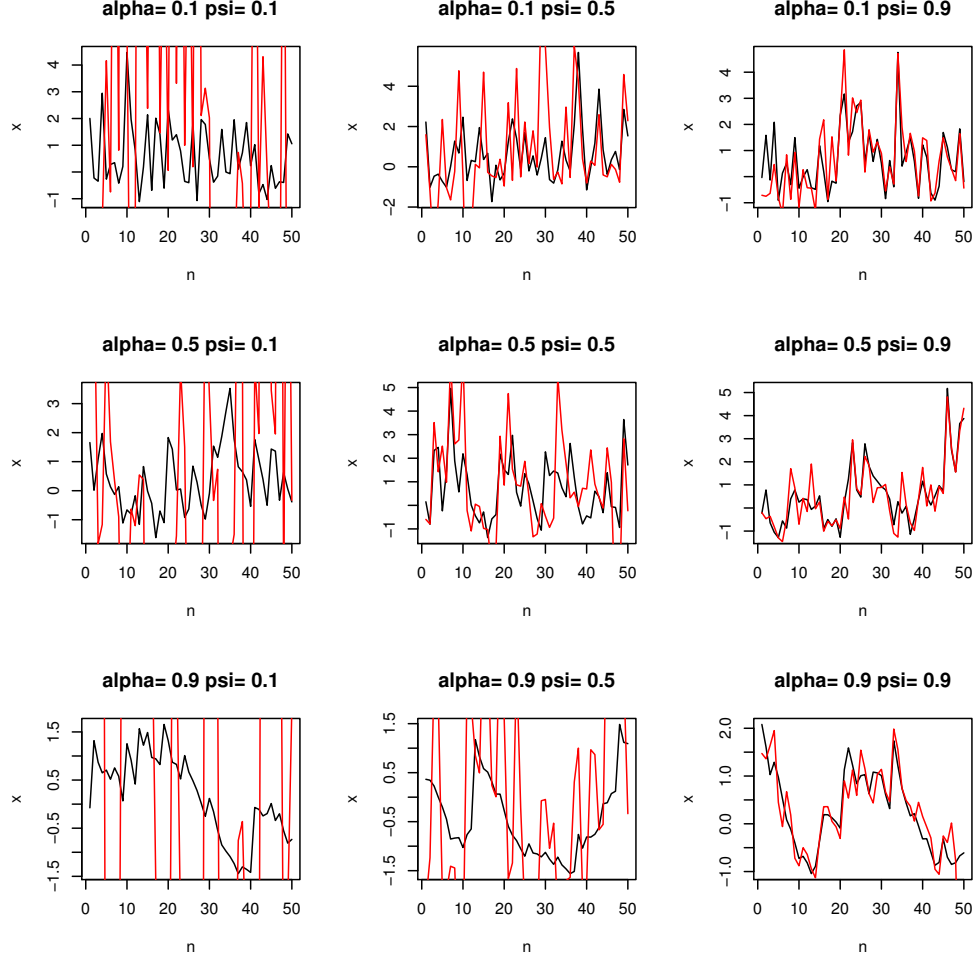 alpha= 0.1 psi= 0.1
alpha= 0.1 psi= 0.5
alpha= 0.1 psi= 0.9
x
-1 1 2 3 4
0 10 20 30 40 50
n
x
-2 0 2 4
0 10 20 30 40 50
n
x
-1 1 2 4
0 10 20 30 40 50
n
alpha= 0.5 psi= 0.1
alpha= 0.5 psi= 0.5
alpha= 0.5 psi= 0.9
x
-1 0 1 3
0 10 20 30 40 50
n
x
-1 1 2 4 5
0 10 20 30 40 50
n
x
-1 1 2 4 5
0 10 20 30 40 50
n
alpha= 0.9 psi= 0.1
alpha= 0.9 psi= 0.5
alpha= 0.9 psi= 0.9
x
-1.5 -0.5 0.5 1.5
0 10 20 30 40 50
n
x
-1.5 -0.5 0.5 1.5
0 10 20 30 40 50
n
x
-1.0 0.0 1.0 2.0
0 10 20 30 40 50
n